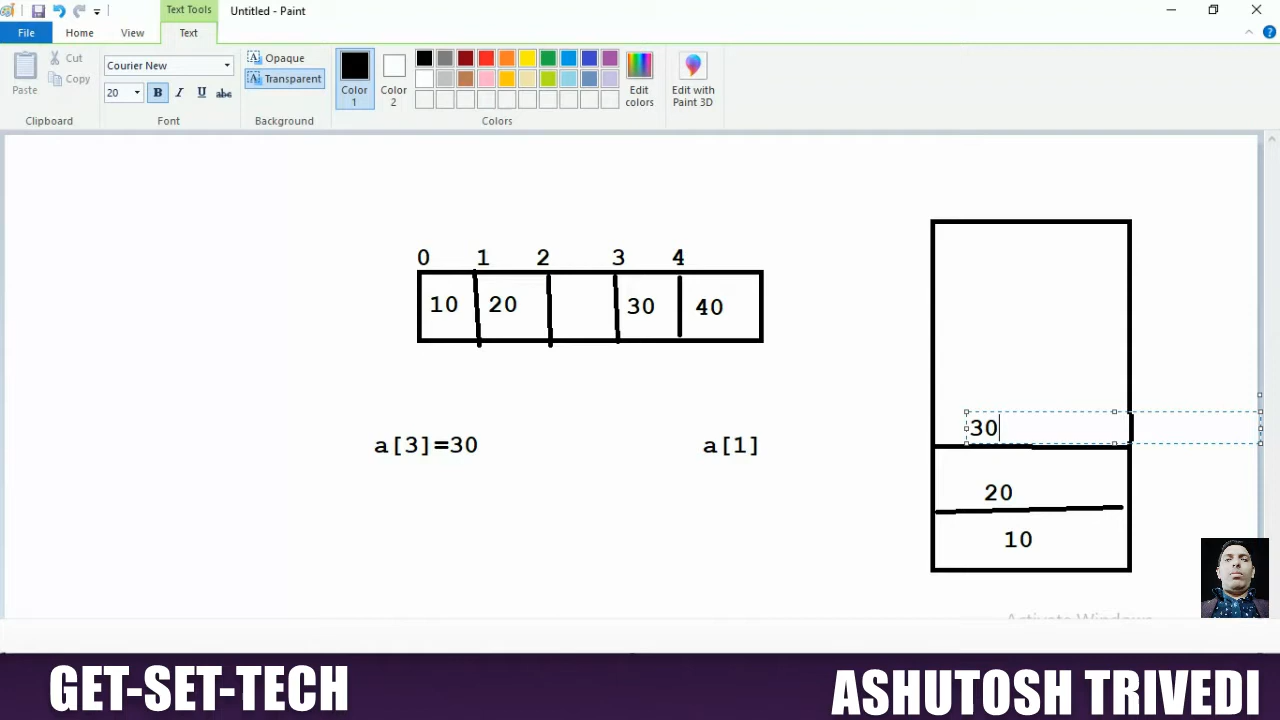 Text Tools
Untitled - Paint
File
Home
View
Text
Paste
Cut
Copy
Clipboard
Courier New
20
B
I
U
abc
Font
Opaque
Transparent
Background
Color 1
Color 2
Edit colors
Colors
Edit with Paint 3D
0 1 2 3 4
10 20 30 40
a[3]=30
a[1]
30
20
10
Activate Windows
GET-SET-TECH
ASHUTOSH TRIVEDI